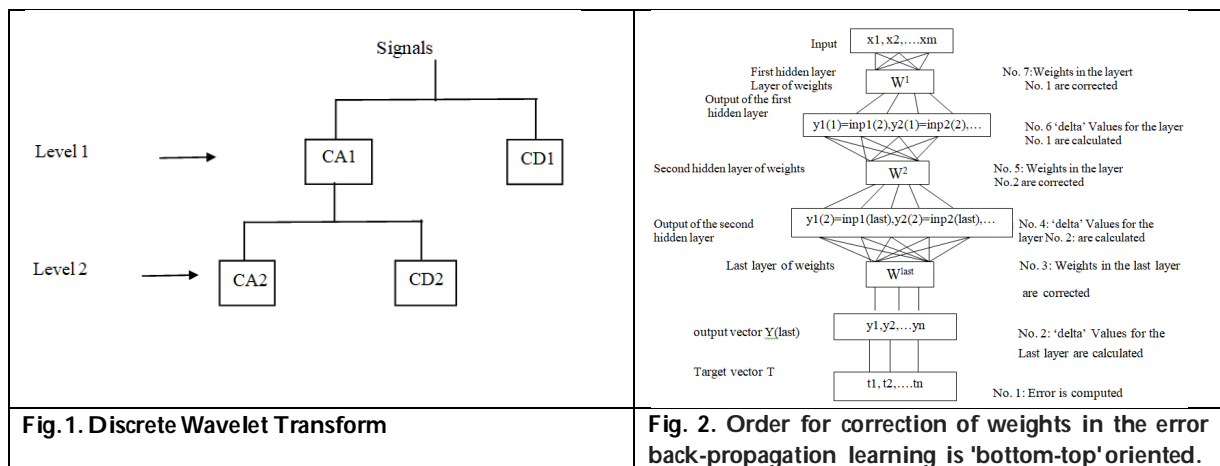 Signals
Level 1
CA1
CD1
Level 2
CA2
CD2
Fig.1. Discrete Wavelet Transform
Input
x1, x2,….xm
First hidden layer
Layer of weights
W1
No. 7:Weights in the layert
No. 1 are corrected
Output of the first
hidden layer
y1(1)=inp1(2),y2(1)=inp2(2),…
No. 6 ‘delta’ Values for the layer
No. 1 are calculated
Second hidden layer of weights
W2
No. 5: Weights in the layer
No.2 are corrected
Output of the second
hidden layer
y1(2)=inp1(last),y2(2)=inp2(last),…
No. 4: ‘delta’ Values for the
layer No. 2: are calculated
Last layer of weights
Wlast
No. 3: Weights in the last layer
are corrected
output vector Y(last)
y1,y2,…yn
No. 2: ‘delta’ Values for the
Last layer are calculated
Target vector T
t1, t2,….tn
No. 1: Error is computed
Fig. 2. Order for correction of weights in the error
back-propagation learning is 'bottom-top' oriented.